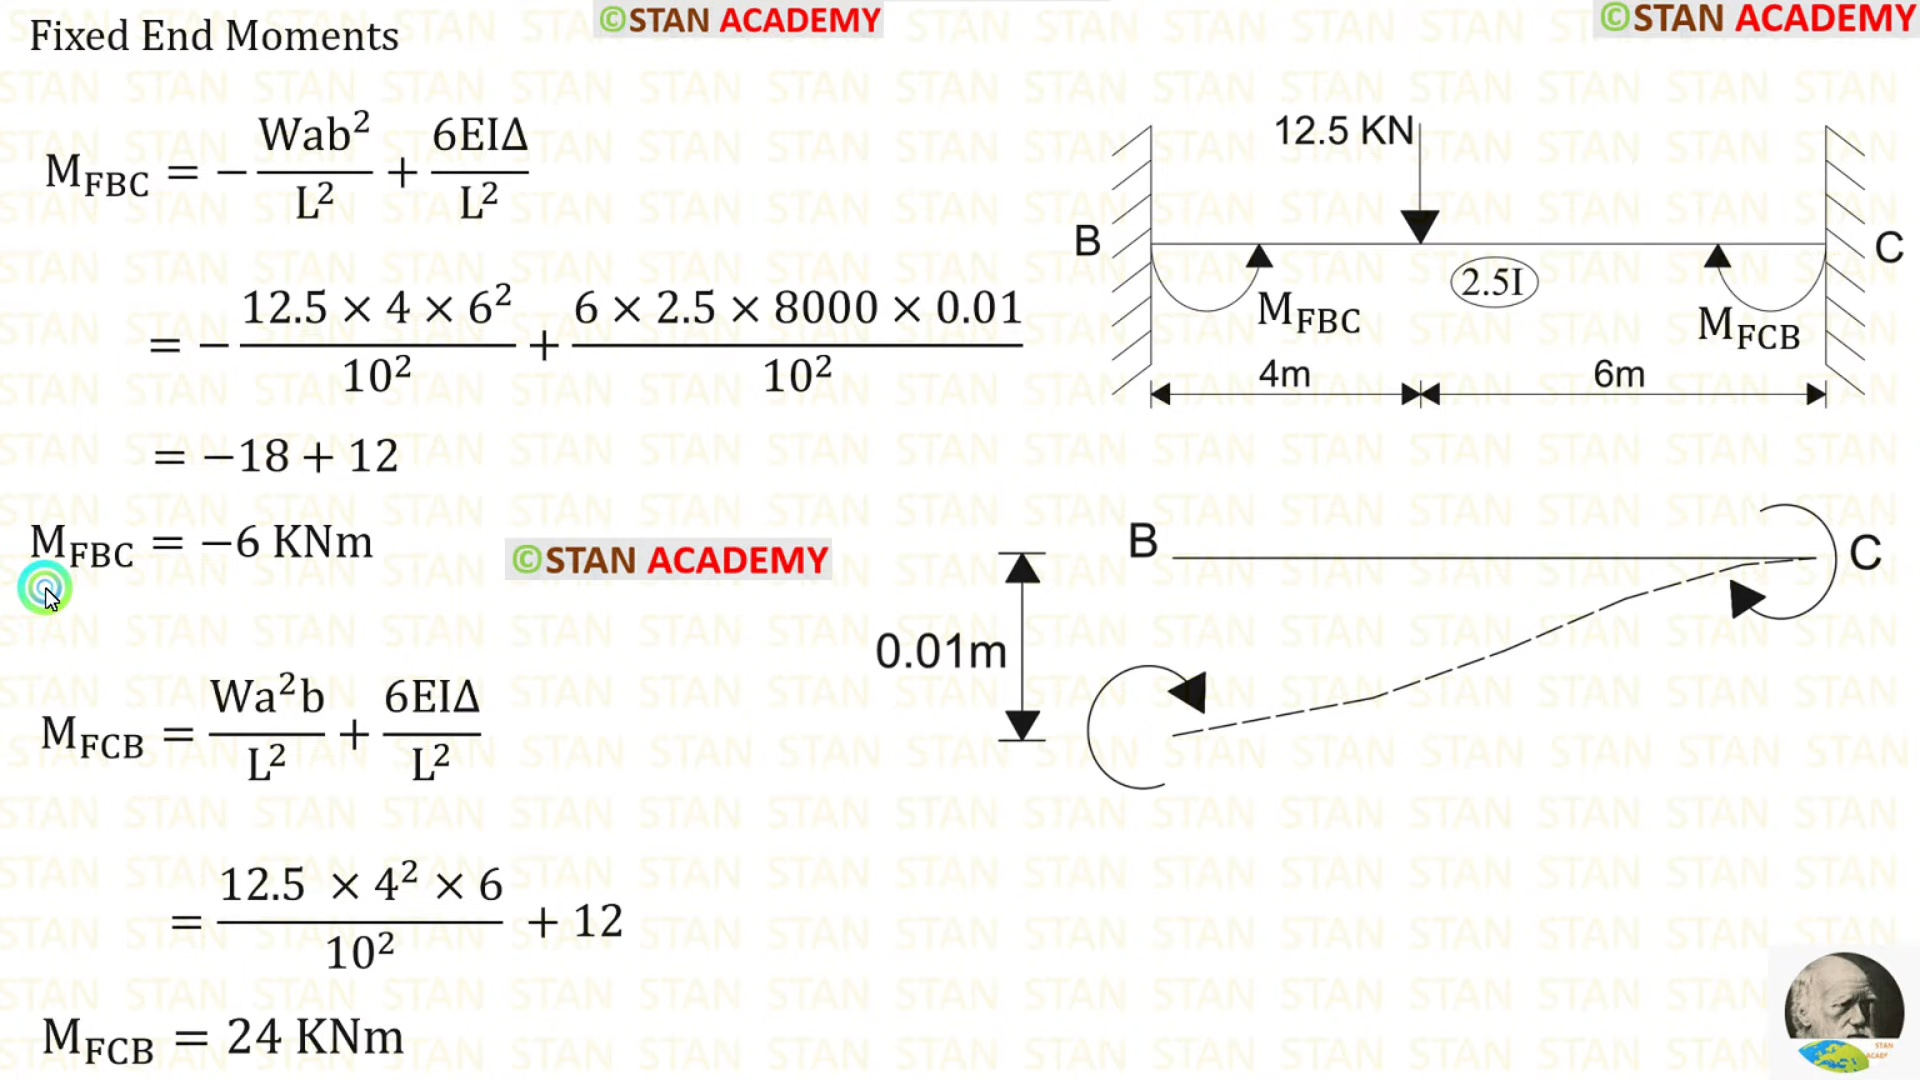 Fixed End Moments
©STAN ACADEMY
©STAN ACADEMY
M_FBC = − Wab²/L² + 6EIΔ/L²
= − 12.5 × 4 × 6²/10² + 6 × 2.5 × 8000 × 0.01/10²
= −18 + 12
M_FBC = −6 KNm
©STAN ACADEMY
M_FCB = Wa²b/L² + 6EIΔ/L²
= 12.5 × 4² × 6/10² + 12
M_FCB = 24 KNm
12.5 KN
B
C
2.5I
M_FBC
M_FCB
4m
6m
B
C
0.01m
STAN